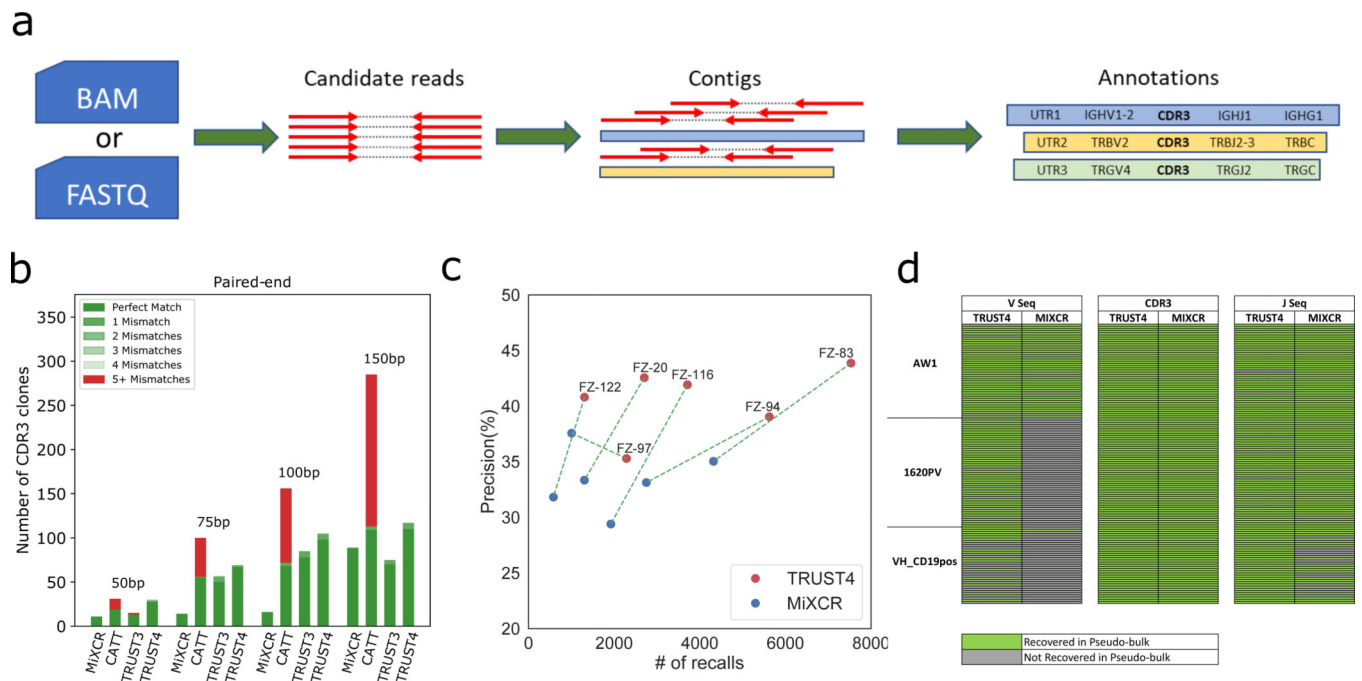 a
BAM
or
FASTQ
Candidate reads
Contigs
Annotations
UTR1 IGHV1-2 CDR3 IGHJ1 IGHG1
UTR2 TRBV2 CDR3 TRBJ2-3 TRBC
UTR3 TRGV4 CDR3 TRGJ2 TRGC
b
Paired-end
Perfect Match
1 Mismatch
2 Mismatches
3 Mismatches
4 Mismatches
5+ Mismatches
Number of CDR3 clones
350
300
250
200
150
100
50
0
50bp
75bp
100bp
150bp
MiXCR CATT TRUST3 TRUST4 MiXCR CATT TRUST3 TRUST4 MiXCR CATT TRUST3 TRUST4 MiXCR CATT TRUST3 TRUST4
c
Precision(%)
50
45
40
35
30
25
20
FZ-83
FZ-20
FZ-116
FZ-122
FZ-94
FZ-97
TRUST4
MiXCR
0 2000 4000 6000 8000
# of recalls
d
V Seq CDR3 J Seq
TRUST4 MIXCR TRUST4 MIXCR TRUST4 MIXCR
AW1
1620PV
VH_CD19pos
Recovered in Pseudo-bulk
Not Recovered in Pseudo-bulk